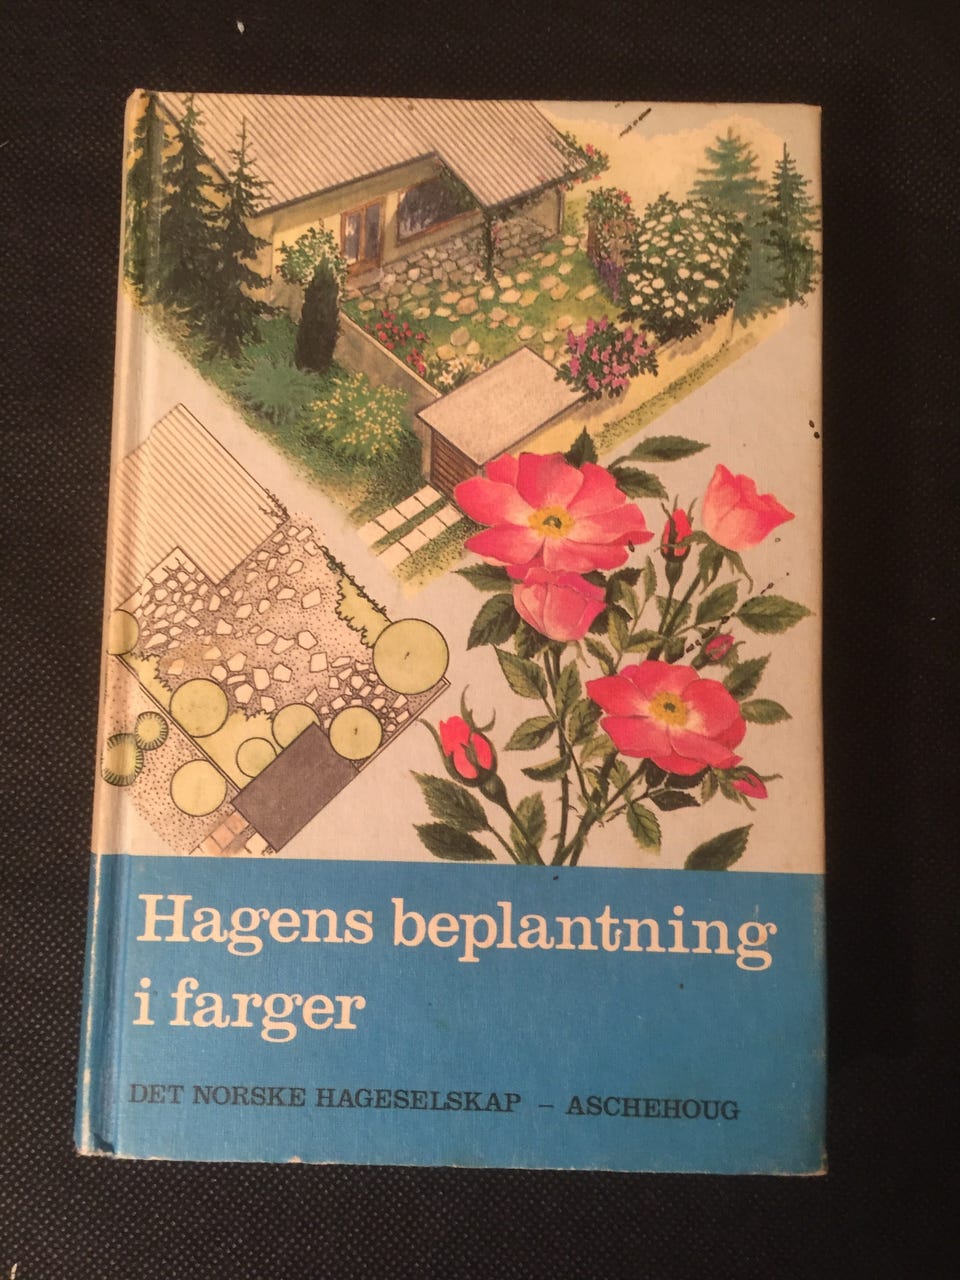 Hagens beplantning
i farger
DET NORSKE HAGESELSKAP – ASCHEHOUG